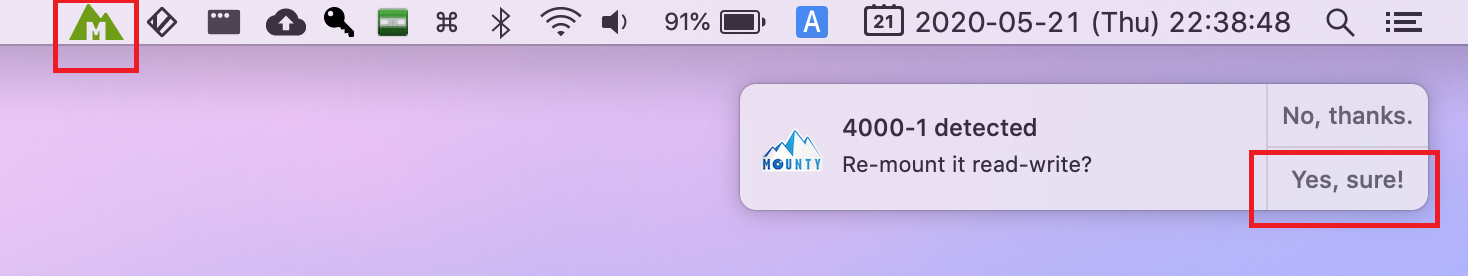 M
91%
A
21
2020-05-21 (Thu) 22:38:48
4000-1 detected
No, thanks.
MOUNTY
Re-mount it read-write?
Yes, sure!